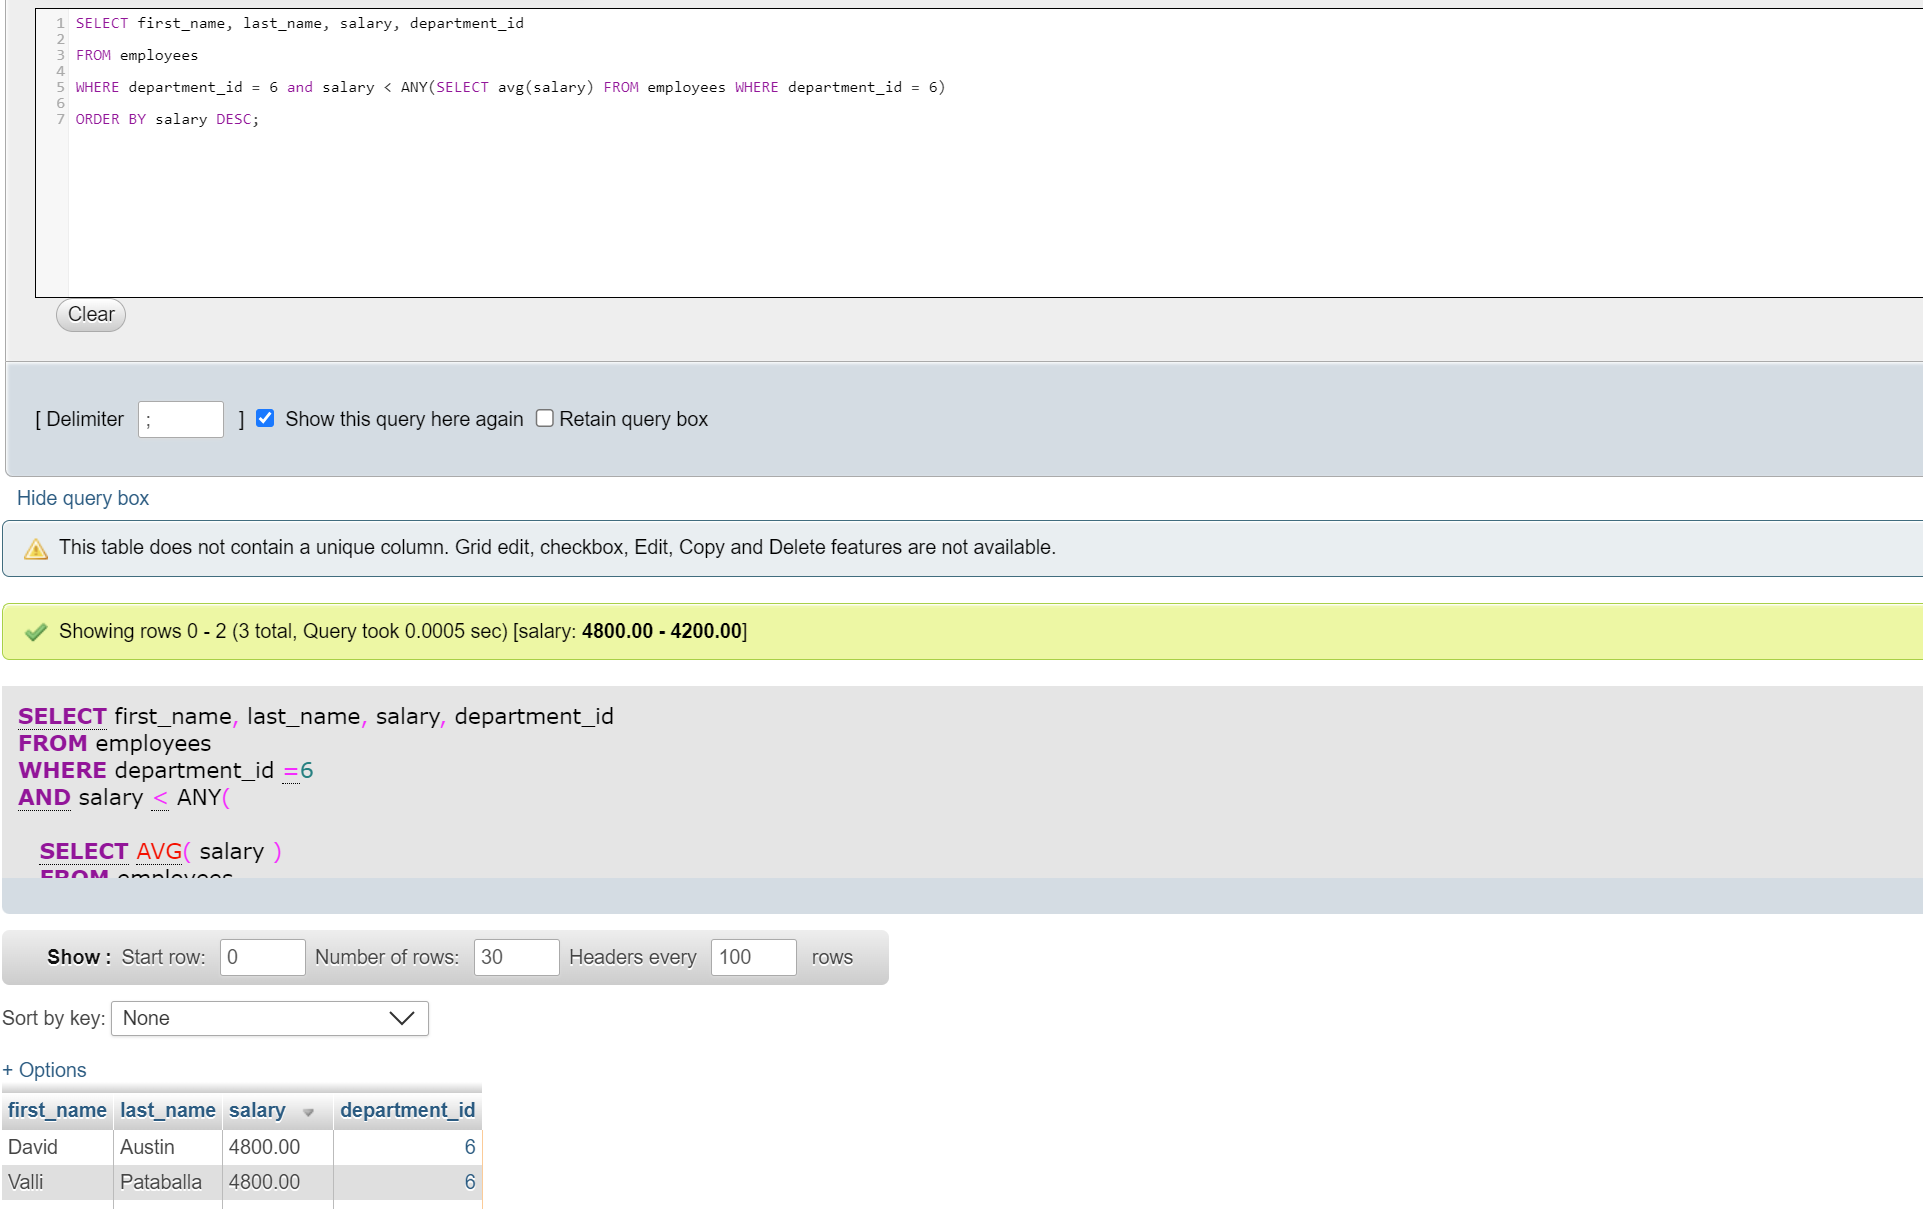 1 SELECT first_name, last_name, salary, department_id
2
3 FROM employees
4
5 WHERE department_id = 6 and salary < ANY(SELECT avg(salary) FROM employees WHERE department_id = 6)
6
7 ORDER BY salary DESC;
Clear
[ Delimiter ; ] Show this query here again Retain query box
Hide query box
This table does not contain a unique column. Grid edit, checkbox, Edit, Copy and Delete features are not available.
Showing rows 0 - 2 (3 total, Query took 0.0005 sec) [salary: 4800.00 - 4200.00]
SELECT first_name, last_name, salary, department_id
FROM employees
WHERE department_id =6
AND salary < ANY(
SELECT AVG( salary )
FROM employees
Show : Start row: 0 Number of rows: 30 Headers every 100 rows
Sort by key: None
+ Options
first_name last_name salary department_id
David Austin 4800.00 6
Valli Pataballa 4800.00 6